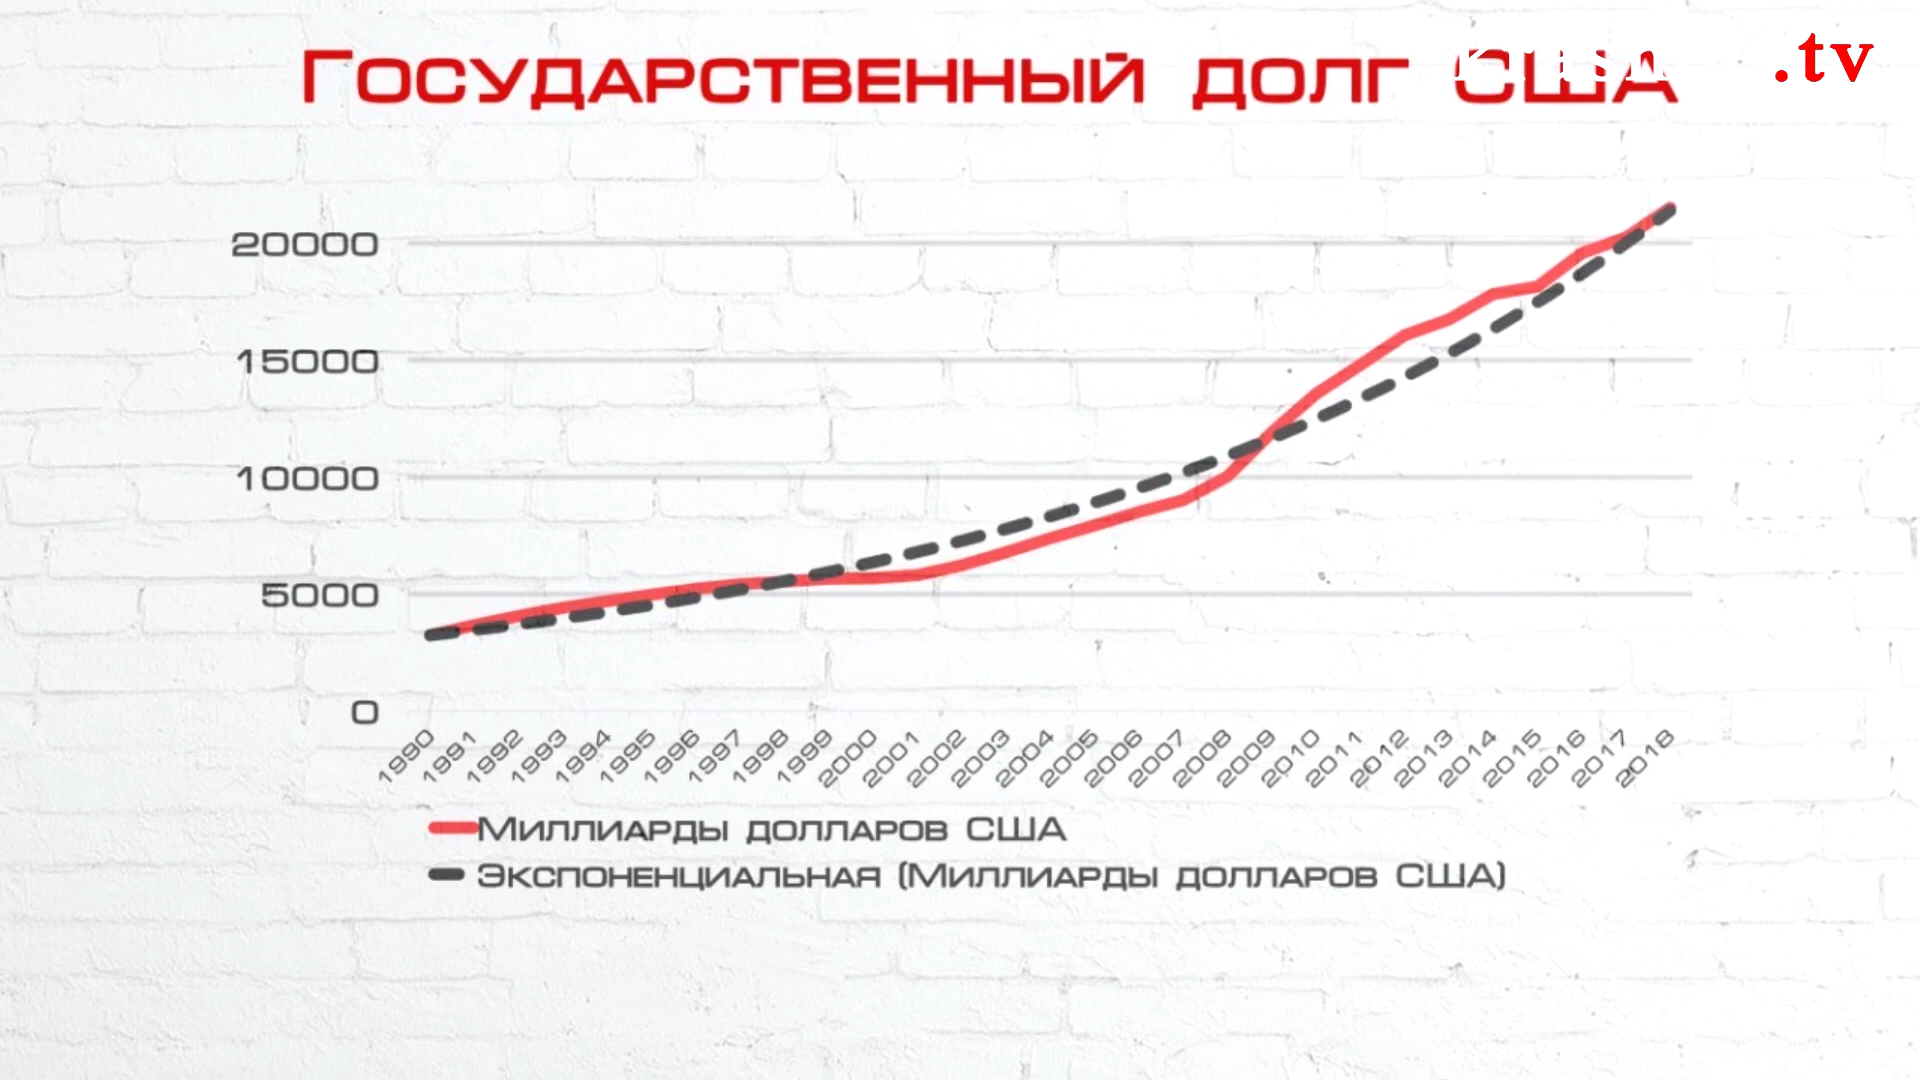 Государственный долг США
.tv
20000
15000
10000
5000
0
1990 1991 1992 1993 1994 1995 1996 1997 1998 1999 2000 2001 2002 2003 2004 2005 2006 2007 2008 2009 2010 2011 2012 2013 2014 2015 2016 2017 2018
Миллиарды долларов США
Экспоненциальная (Миллиарды долларов США)